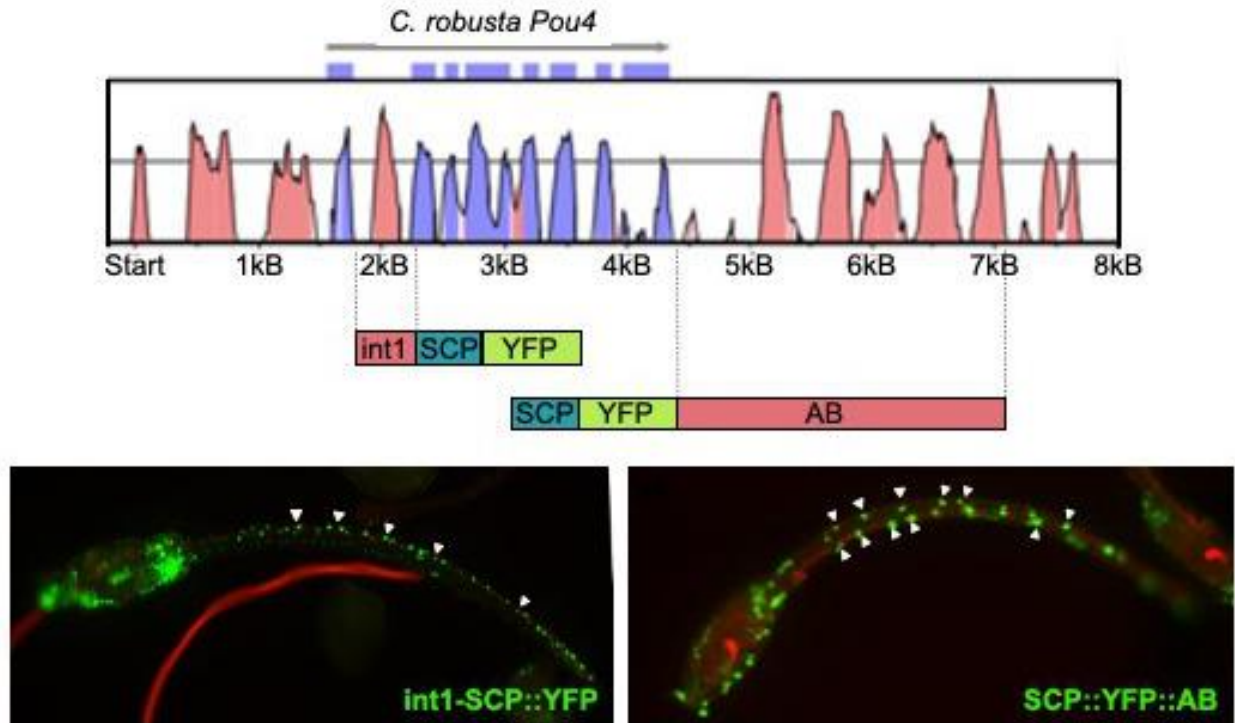 C. robusta Pou4
Start 1kB 2kB 3kB 4kB 5kB 6kB 7kB 8kB
int1 SCP YFP
SCP YFP AB
int1-SCP::YFP SCP::YFP::AB